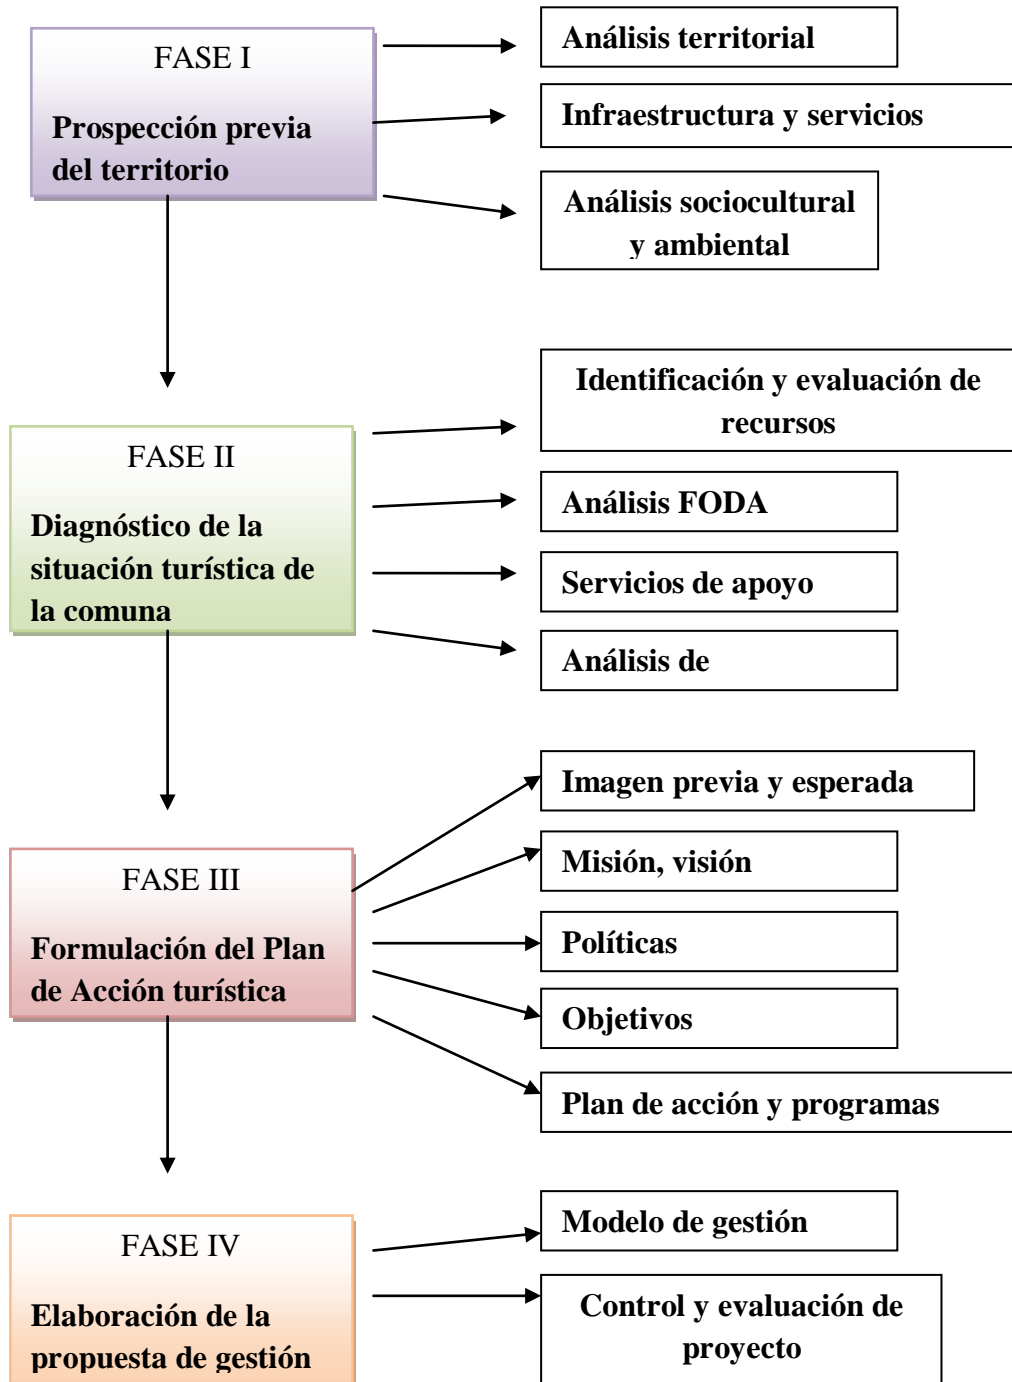 FASE I
Prospección previa
del territorio
Análisis territorial
Infraestructura y servicios
Análisis sociocultural
y ambiental
FASE II
Diagnóstico de la
situación turística de
la comuna
Identificación y evaluación de
recursos
Análisis FODA
Servicios de apoyo
Análisis de
FASE III
Formulación del Plan
de Acción turística
Imagen previa y esperada
Misión, visión
Políticas
Objetivos
Plan de acción y programas
FASE IV
Elaboración de la
propuesta de gestión
Modelo de gestión
Control y evaluación de
proyecto